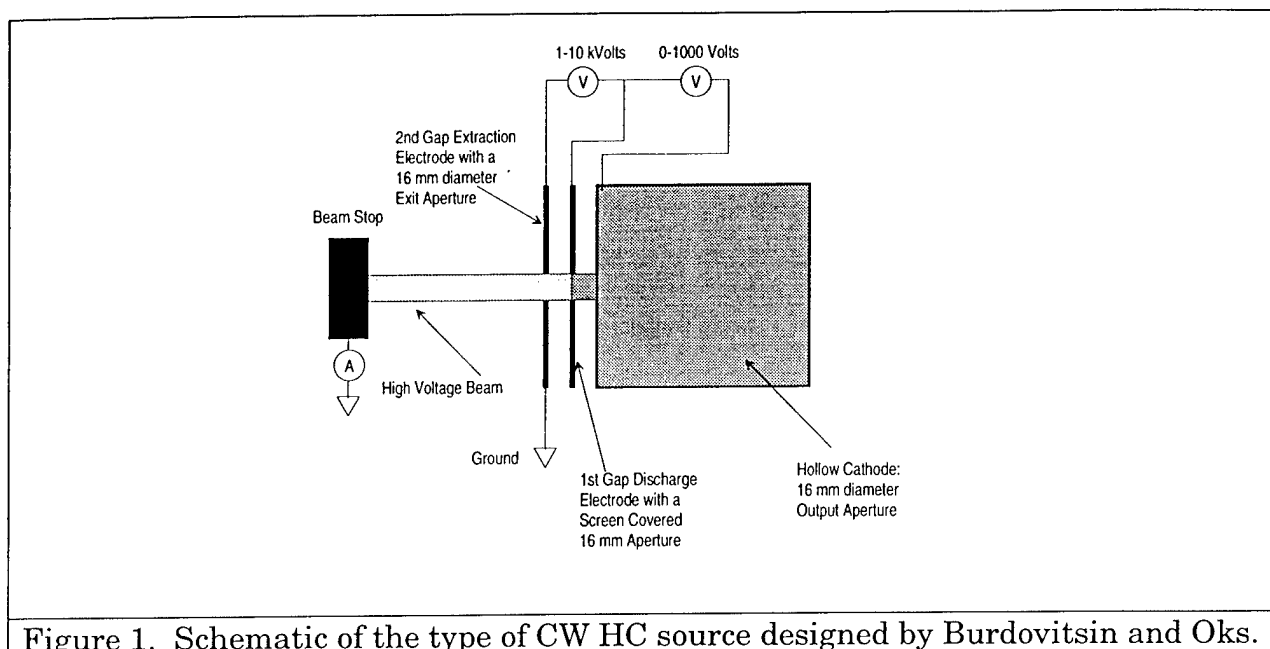 1-10 kVolts
0-1000 Volts
V
V
2nd Gap Extraction
Electrode with a
16 mm diameter
Exit Aperture
Beam Stop
A
High Voltage Beam
Ground
1st Gap Discharge
Electrode with a
Screen Covered
16 mm Aperture
Hollow Cathode:
16 mm diameter
Output Aperture
Figure 1. Schematic of the type of CW HC source designed by Burdovitsin and Oks.